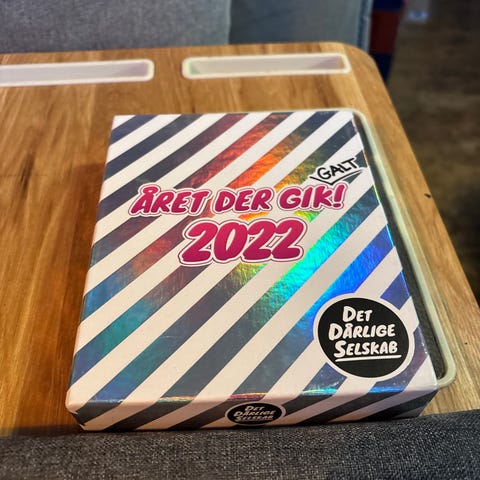 GALT
ÅRET DER GIK!
2022
DET
DÅRLIGE
SELSKAB
DET
DÅRLIGE
SELSKAB